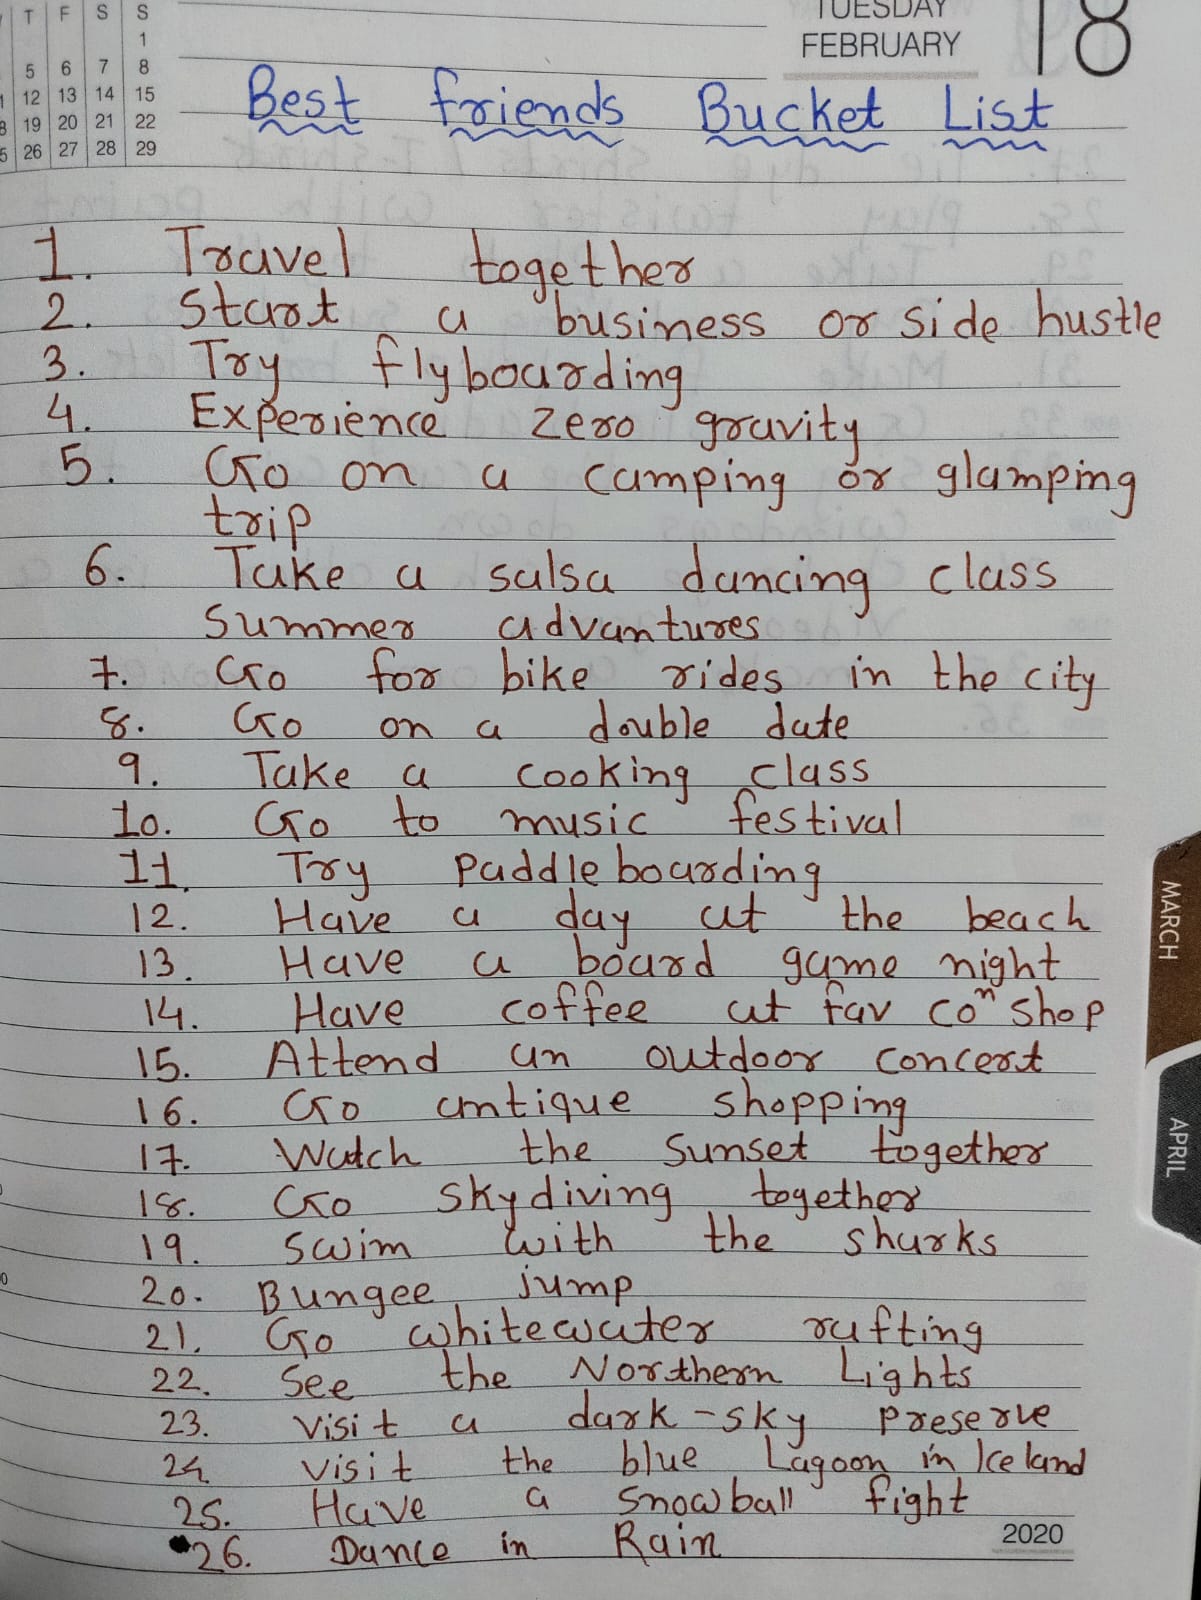 T F S S
1
5 6 7 8
12 13 14 15
19 20 21 22
26 27 28 29
TUESDAY
FEBRUARY
18
Best friends Bucket List
1. Travel together
2. Start a business or side hustle
3. Try flyboarding
4. Experience zero gravity
5. Go on a camping or glamping
trip
6. Take a salsa dancing class
Summer advantures
7. Go for bike rides in the city
8. Go on a double date
9. Take a cooking class
10. Go to music festival
11. Try paddleboarding
12. Have a day at the beach
13. Have a board game night
14. Have coffee at fav coⁿ shop
15. Attend an outdoor concert
16. Go antique shopping
17. Watch the sunset together
18. Go skydiving together
19. Swim with the sharks
20. Bungee jump
21. Go whitewater rafting
22. See the Northern Lights
23. Visit a dark-sky preserve
24 Visit the blue Lagoon in Iceland
25. Have a snowball fight
26. Dance in Rain
2020
MARCH
APRIL